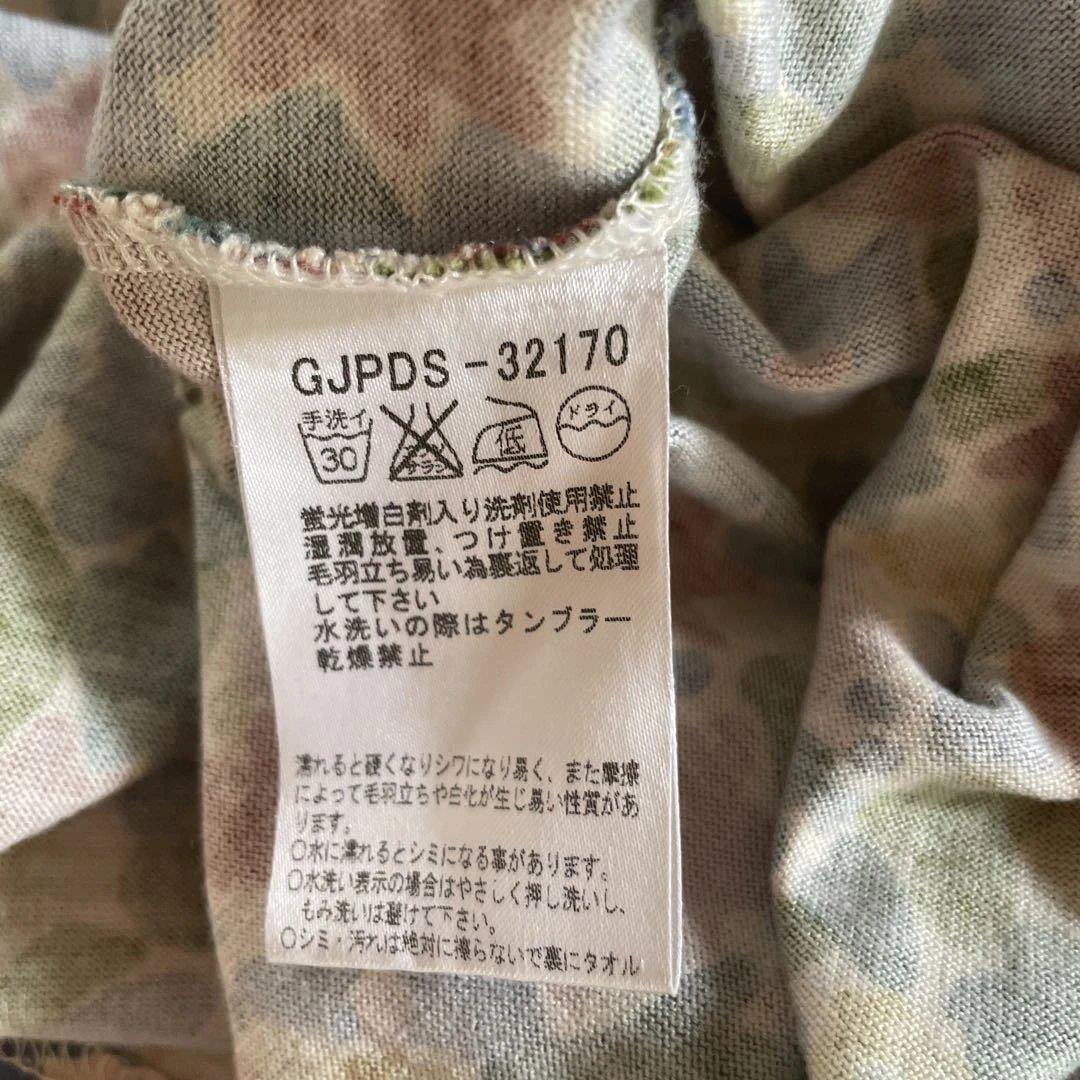 GJPDS-32170
手洗イ
30
エンソサラシ
低
ドライ
蛍光増白剤入り洗剤使用禁止
湿潤放置、つけ置き禁止
毛羽立ち易い為裏返して処理
して下さい
水洗いの際はタンブラー
乾燥禁止
濡れると硬くなりシワになり易く、また摩擦
によって毛羽立ちや白化が生じ易い性質があ
ります。
○水に濡れるとシミになる事があります。
○水洗い表示の場合はやさしく押し洗いし、
もみ洗いは避けて下さい。
○シミ・汚れは絶対に擦らないで裏にタオル